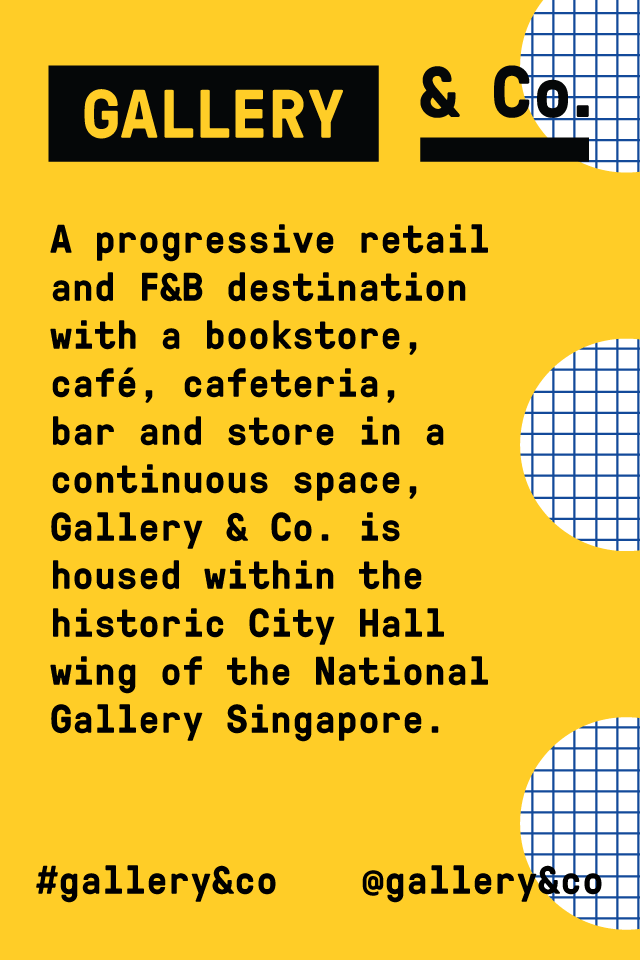 GALLERY & Co.
A progressive retail
and F&B destination
with a bookstore,
café, cafeteria,
bar and store in a
continuous space,
Gallery & Co. is
housed within the
historic City Hall
wing of the National
Gallery Singapore.
#gallery&co @gallery&co